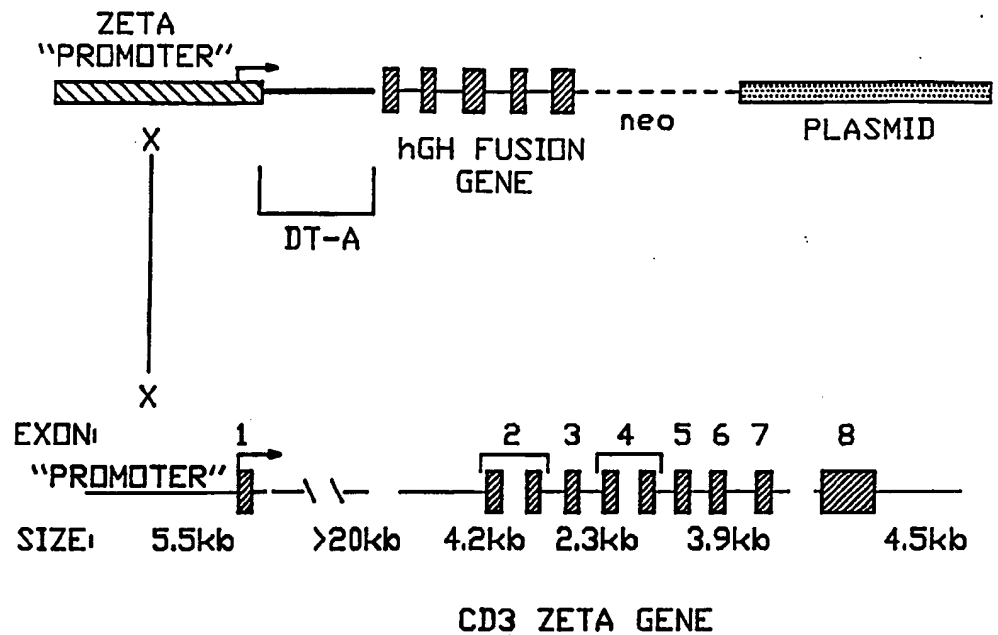 ZETA
"PROMOTER"
neo
PLASMID
hGH FUSION
GENE
X
DT-A
X
EXON:
1 2 3 4 5 6 7 8
"PROMOTER"
SIZE: 5.5kb >20kb 4.2kb 2.3kb 3.9kb 4.5kb
CD3 ZETA GENE